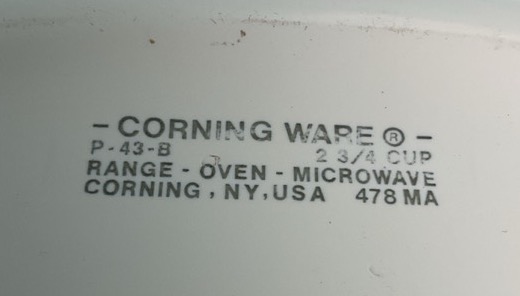 - CORNING WARE ® -
P-43-B 2 3/4 CUP
RANGE - OVEN - MICROWAVE
CORNING, NY, USA 478 MA